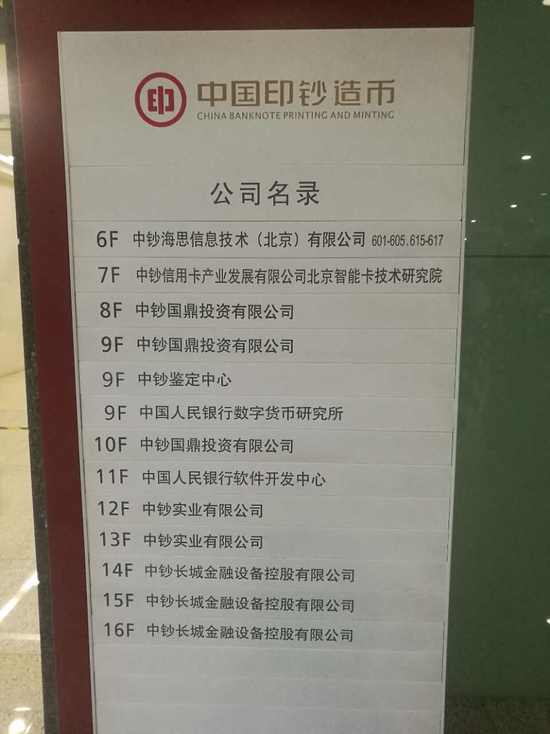 中国印钞造币
CHINA BANKNOTE PRINTING AND MINTING
公司名录
6F 中钞海思信息技术（北京）有限公司 601-605. 615-617
7F 中钞信用卡产业发展有限公司北京智能卡技术研究院
8F 中钞国鼎投资有限公司
9F 中钞国鼎投资有限公司
9F 中钞鉴定中心
9F 中国人民银行数字货币研究所
10F 中钞国鼎投资有限公司
11F 中国人民银行软件开发中心
12F 中钞实业有限公司
13F 中钞实业有限公司
14F 中钞长城金融设备控股有限公司
15F 中钞长城金融设备控股有限公司
16F 中钞长城金融设备控股有限公司